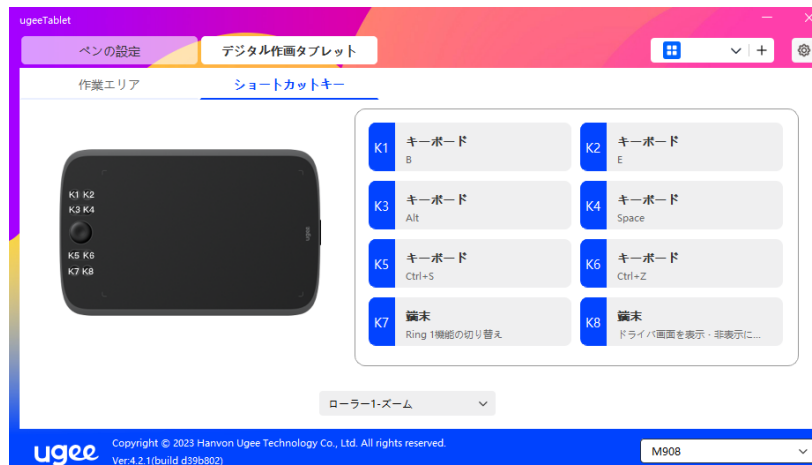 ugeeTablet
ペンの設定
デジタル作画タブレット
作業エリア
ショートカットキー
K1 K2
K3 K4
K5 K6
K7 K8
ugee
K1
キーボード
B
K2
キーボード
E
K3
キーボード
Alt
K4
キーボード
Space
K5
キーボード
Ctrl+S
K6
キーボード
Ctrl+Z
K7
端末
Ring 1機能の切り替え
K8
端末
ドライバ画面を表示・非表示に...
ローラー1-ズーム
ugee
Copyright © 2023 Hanvon Ugee Technology Co., Ltd. All rights reserved.
Ver:4.2.1(build d39b802)
M908